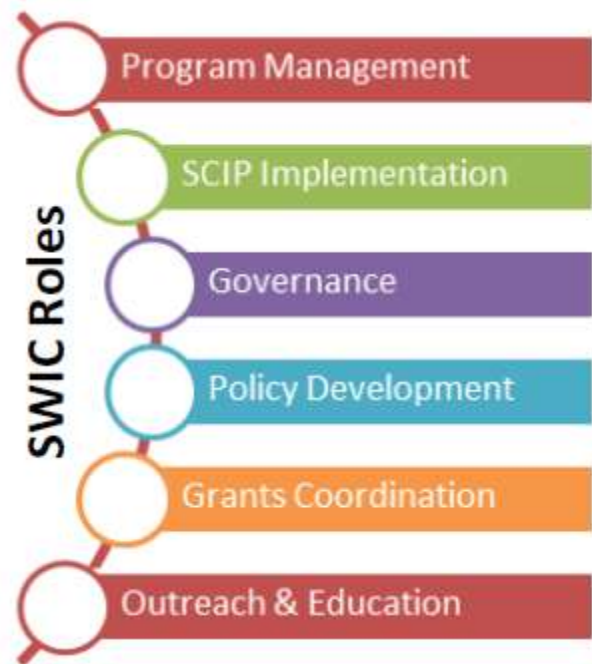 SWIC Roles
Program Management
SCIP Implementation
Governance
Policy Development
Grants Coordination
Outreach & Education